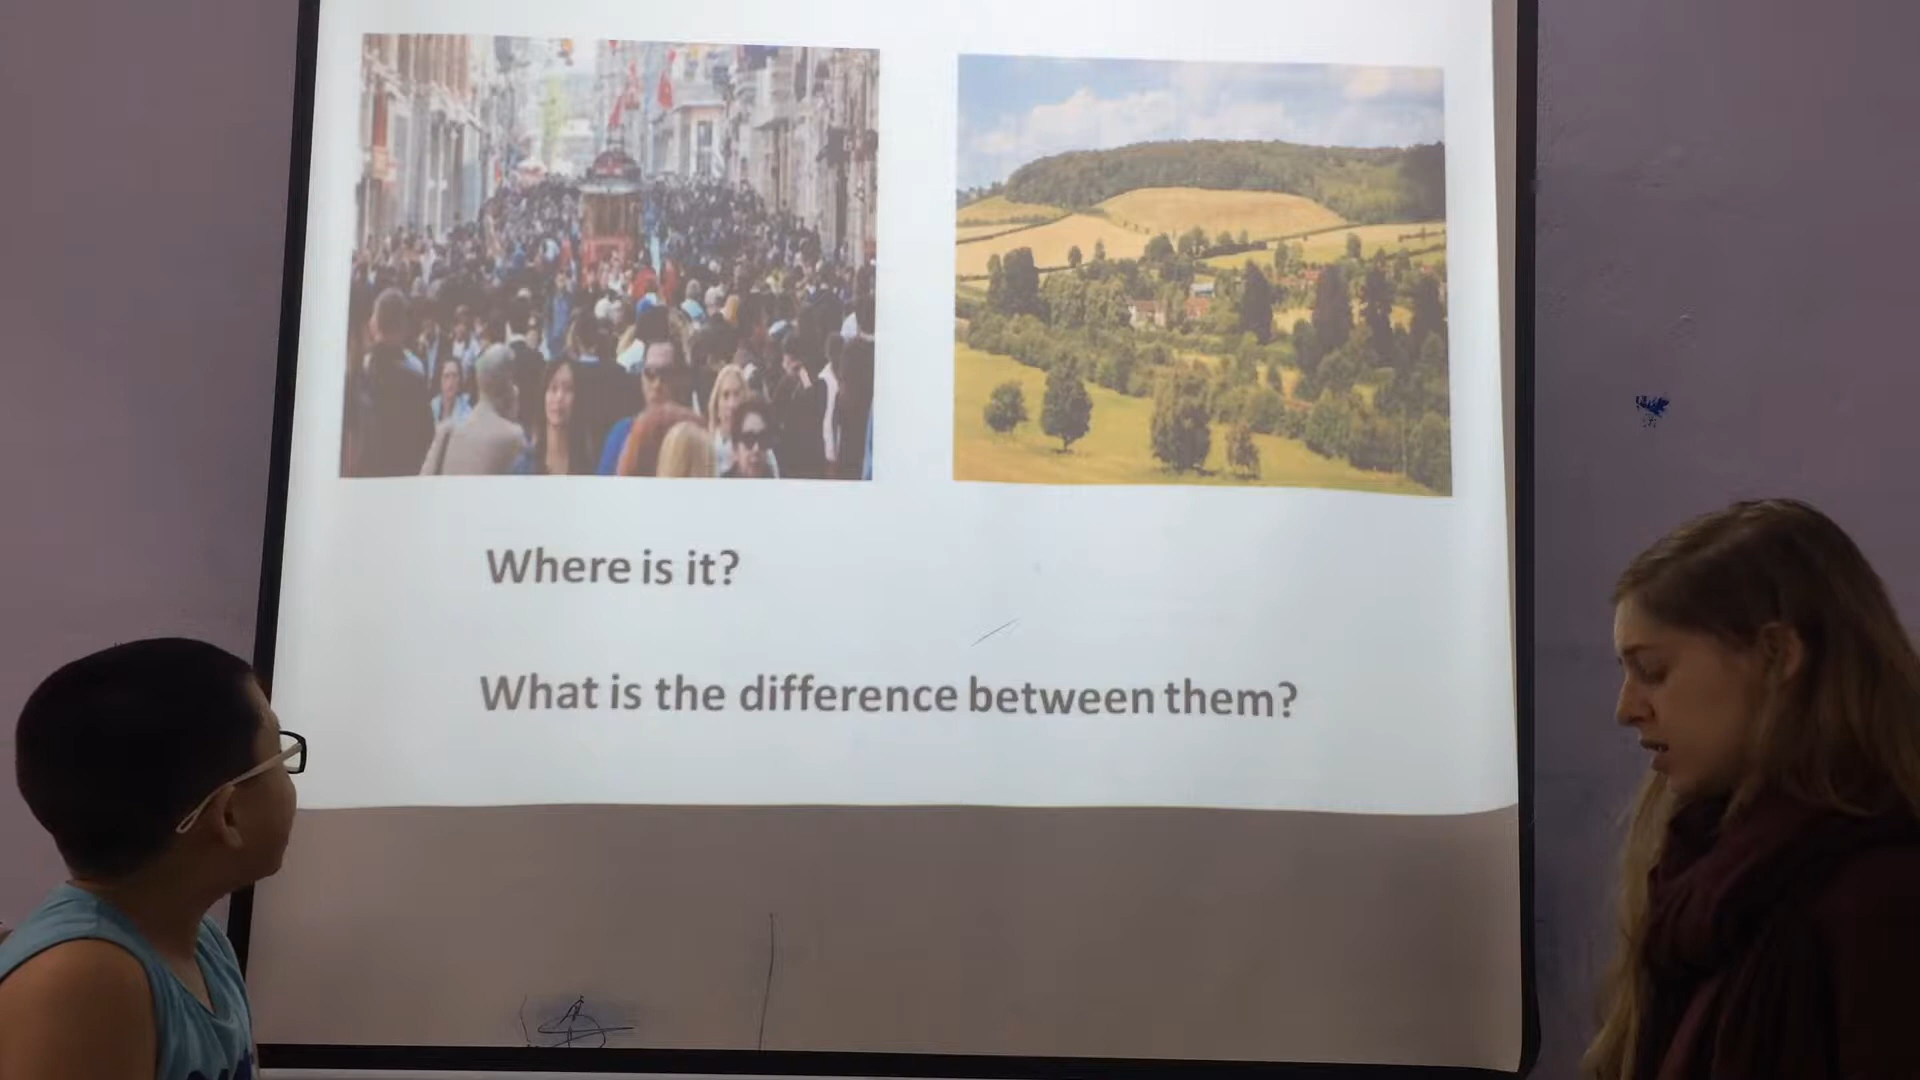 Where is it?
What is the difference between them?